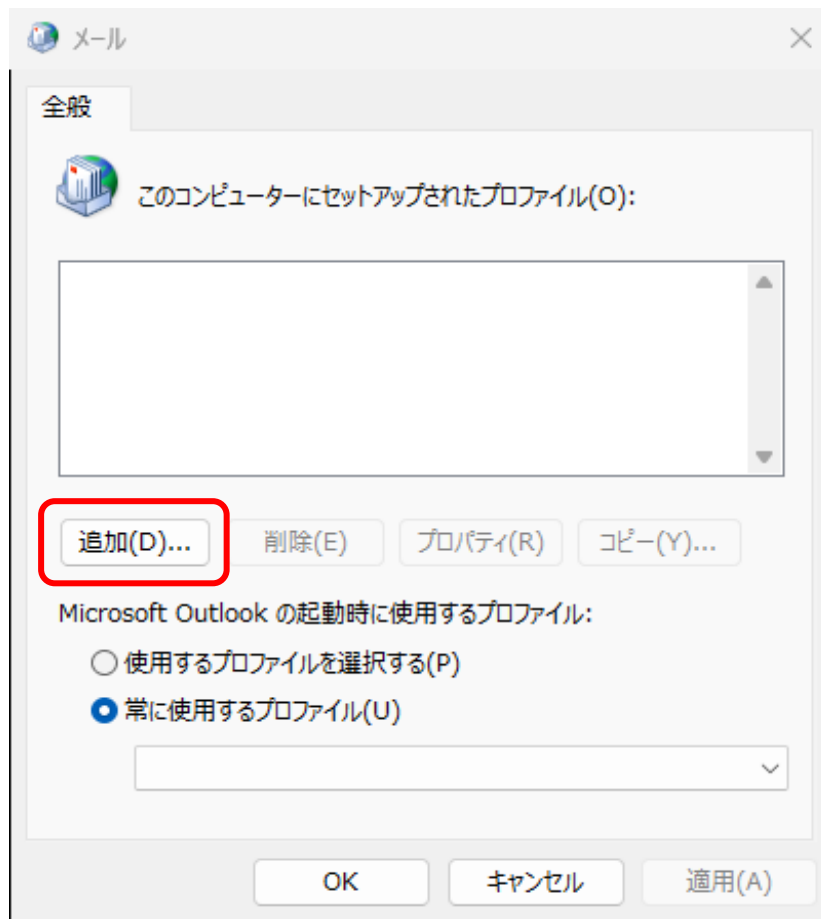 メール
全般
このコンピューターにセットアップされたプロファイル(O):
追加(D)... 削除(E) プロパティ(R) コピー(Y)...
Microsoft Outlook の起動時に使用するプロファイル:
使用するプロファイルを選択する(P)
常に使用するプロファイル(U)
OK キャンセル 適用(A)